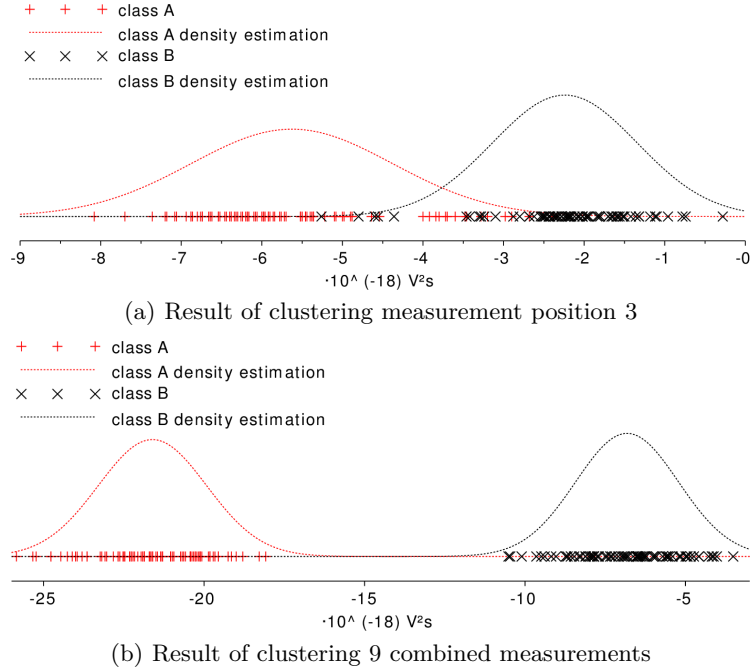 class A
class A density estimation
class B
class B density estimation
-9 -8 -7 -6 -5 -4 -3 -2 -1 -0
·10^ (-18) V²s
(a) Result of clustering measurement position 3
class A
class A density estimation
class B
class B density estimation
-25 -20 -15 -10 -5
·10^ (-18) V²s
(b) Result of clustering 9 combined measurements